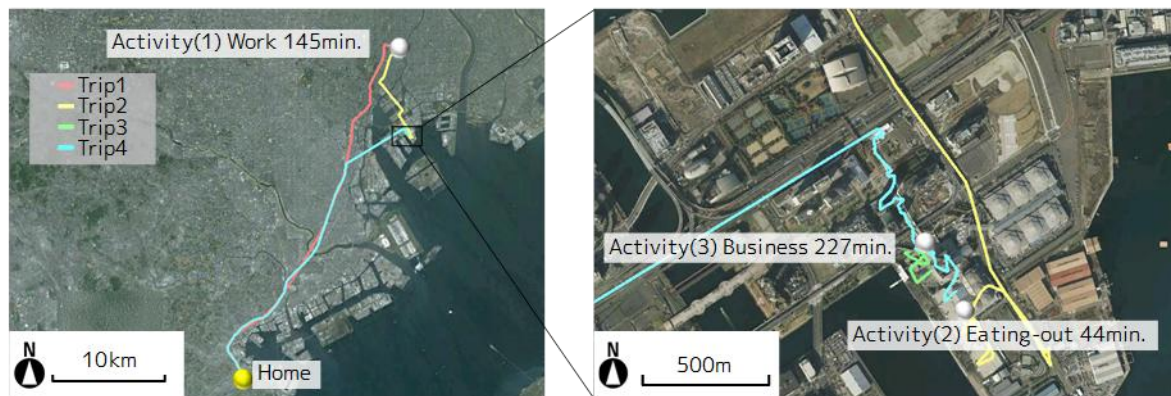 Activity(1) Work 145min.
Trip1
Trip2
Trip3
Trip4
Home
N
10km
Activity(3) Business 227min.
Activity(2) Eating-out 44min.
N
500m